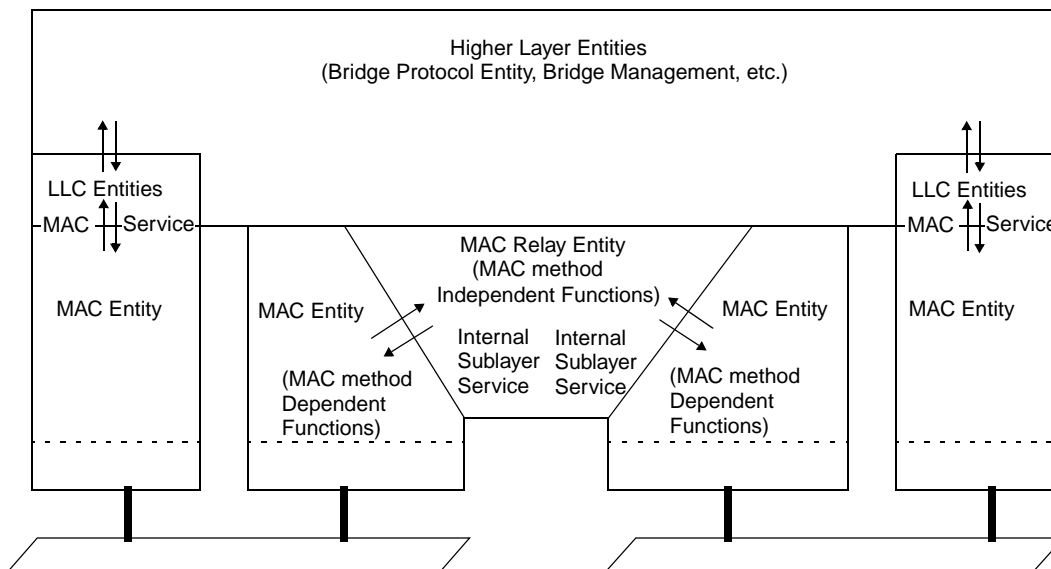 Higher Layer Entities
(Bridge Protocol Entity, Bridge Management, etc.)
LLC Entities
MAC Service
MAC Entity
MAC Entity
(MAC method
Dependent
Functions)
MAC Relay Entity
(MAC method
Independent Functions)
Internal
Sublayer
Service
Internal
Sublayer
Service
MAC Entity
(MAC method
Dependent
Functions)
LLC Entities
MAC Service
MAC Entity